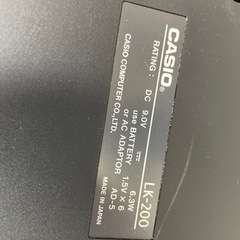 CASIO®
LK-200
RATING: DC 9.0V ⎓ 6.3W
use BATTERY 1.5V × 6
or AC ADAPTOR AD-5
CASIO COMPUTER CO., LTD.
MADE IN JAPAN